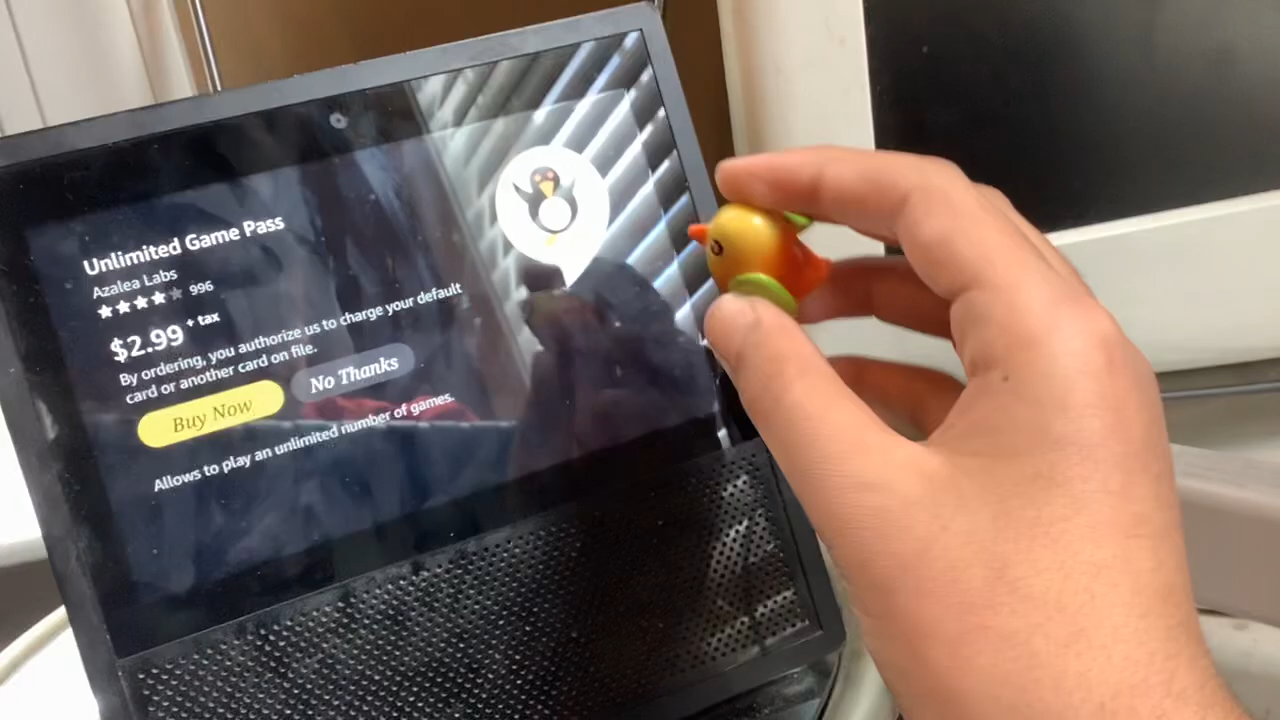 Unlimited Game Pass
Azalea Labs
996
$2.99 + tax
By ordering, you authorize us to charge your default
card or another card on file.
Buy Now
No Thanks
Allows to play an unlimited number of games.